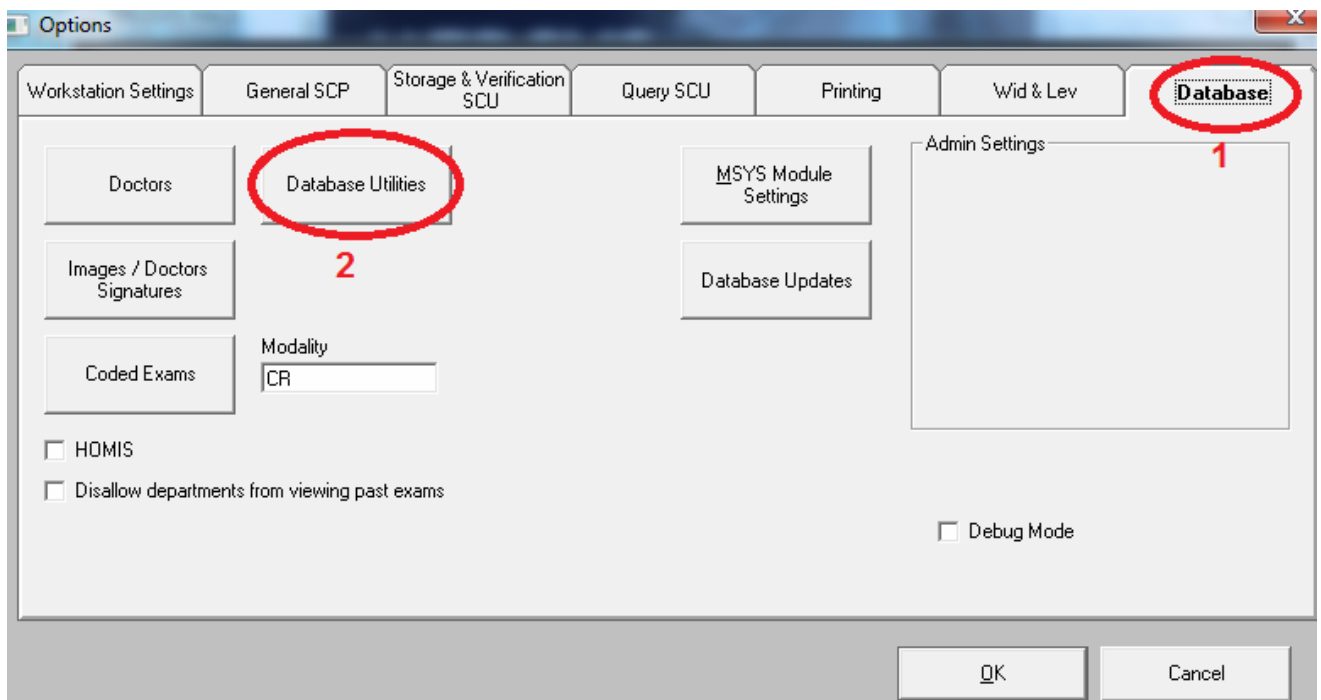 Options
Workstation Settings
General SCP
Storage & Verification
SCU
Query SCU
Printing
Wid & Lev
Database
1
Doctors
Database Utilities
2
MSYS Module
Settings
Admin Settings
Images / Doctors
Signatures
Database Updates
Coded Exams
Modality
CR
HOMIS
Disallow departments from viewing past exams
Debug Mode
OK
Cancel